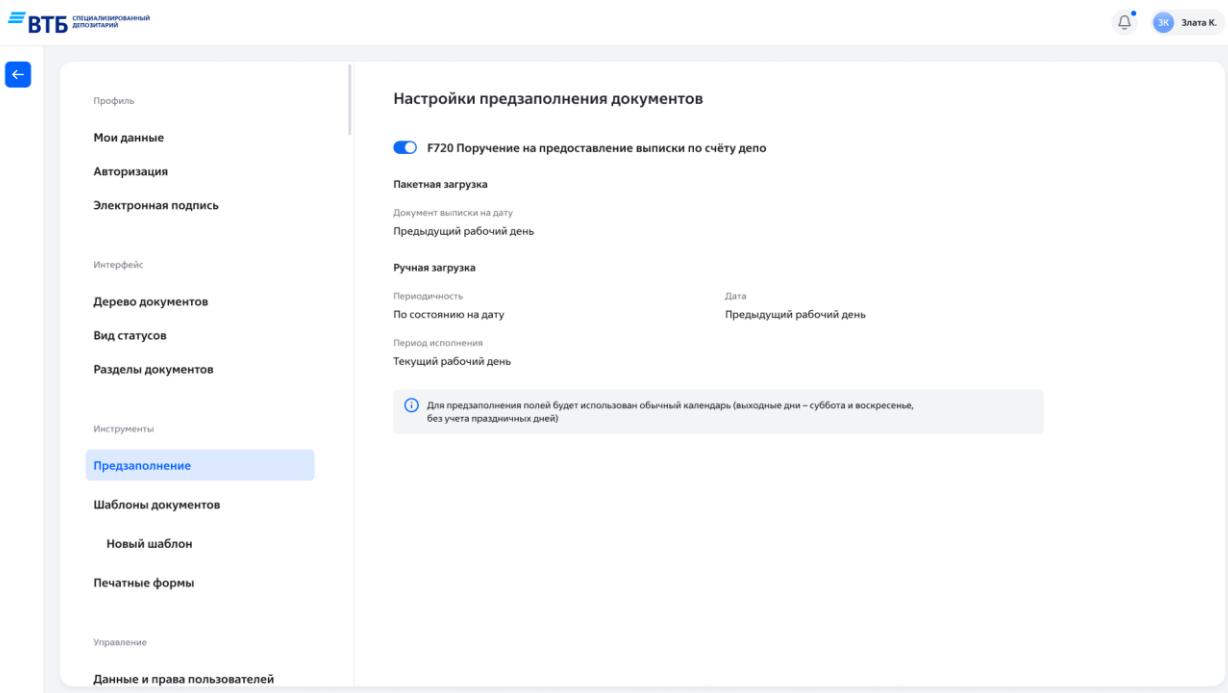 ВТБ СПЕЦИАЛИЗИРОВАННЫЙ
ДЕПОЗИТАРИЙ
ЗК Злата К.
Профиль
Мои данные
Авторизация
Электронная подпись
Интерфейс
Дерево документов
Вид статусов
Разделы документов
Инструменты
Предзаполнение
Шаблоны документов
Новый шаблон
Печатные формы
Управление
Данные и права пользователей
Настройки предзаполнения документов
F720 Поручение на предоставление выписки по счёту депо
Пакетная загрузка
Документ выписки на дату
Предыдущий рабочий день
Ручная загрузка
Периодичность
По состоянию на дату
Дата
Предыдущий рабочий день
Период исполнения
Текущий рабочий день
Для предзаполнения полей будет использован обычный календарь (выходные дни – суббота и воскресенье,
без учета праздничных дней)